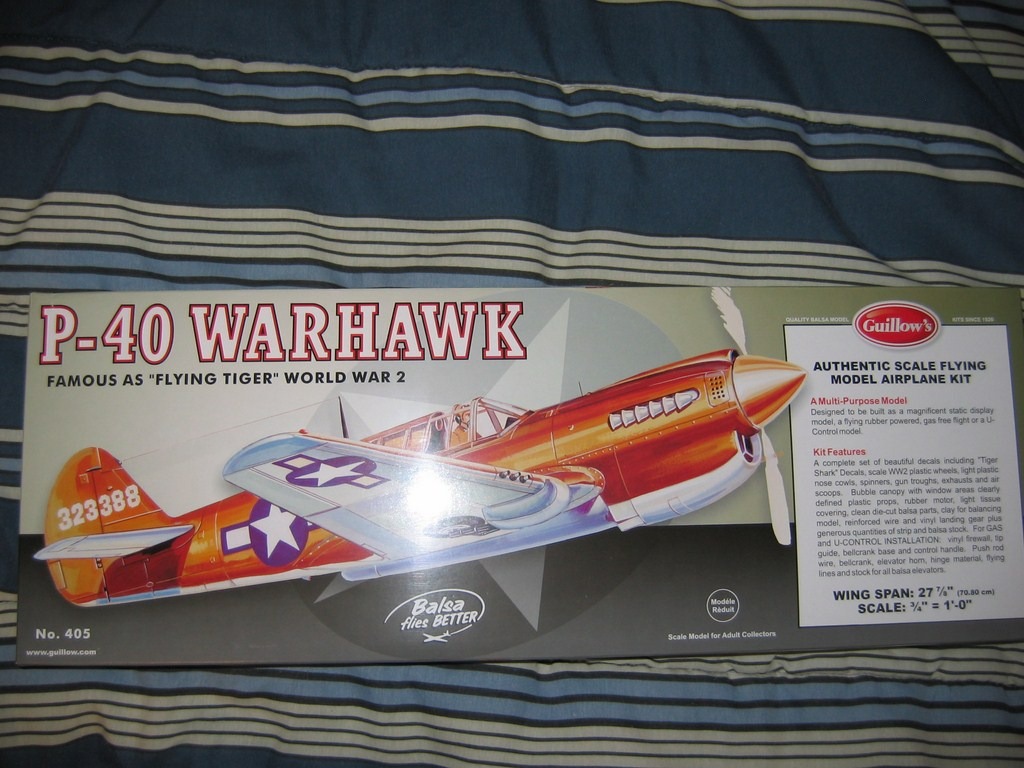 P-40 WARHAWK
FAMOUS AS "FLYING TIGER" WORLD WAR 2
323388
No. 405
www.guillow.com
Balsa
flies BETTER
Modèle
Réduit
Scale Model for Adult Collectors
QUALITY BALSA MODEL
Guillow's
KITS SINCE 1926
AUTHENTIC SCALE FLYING
MODEL AIRPLANE KIT
A Multi-Purpose Model
Designed to be built as a magnificent static display
model, a flying rubber powered, gas free flight or a U-
Control model.
Kit Features
A complete set of beautiful decals including "Tiger
Shark" Decals, scale WW2 plastic wheels, light plastic
nose cowls, spinners, gun troughs, exhausts and air
scoops. Bubble canopy with window areas clearly
defined plastic props, rubber motor, light tissue
covering, clean die-cut balsa parts, clay for balancing
model, reinforced wire and vinyl landing gear plus
generous quantities of strip and balsa stock. For GAS
and U-CONTROL INSTALLATION: vinyl firewall, tip
guide, bellcrank base and control handle. Push rod
wire, bellcrank, elevator horn, hinge material, flying
lines and stock for all balsa elevators.
WING SPAN: 27 ⅞" (70.80 cm)
SCALE: ¾" = 1'-0"